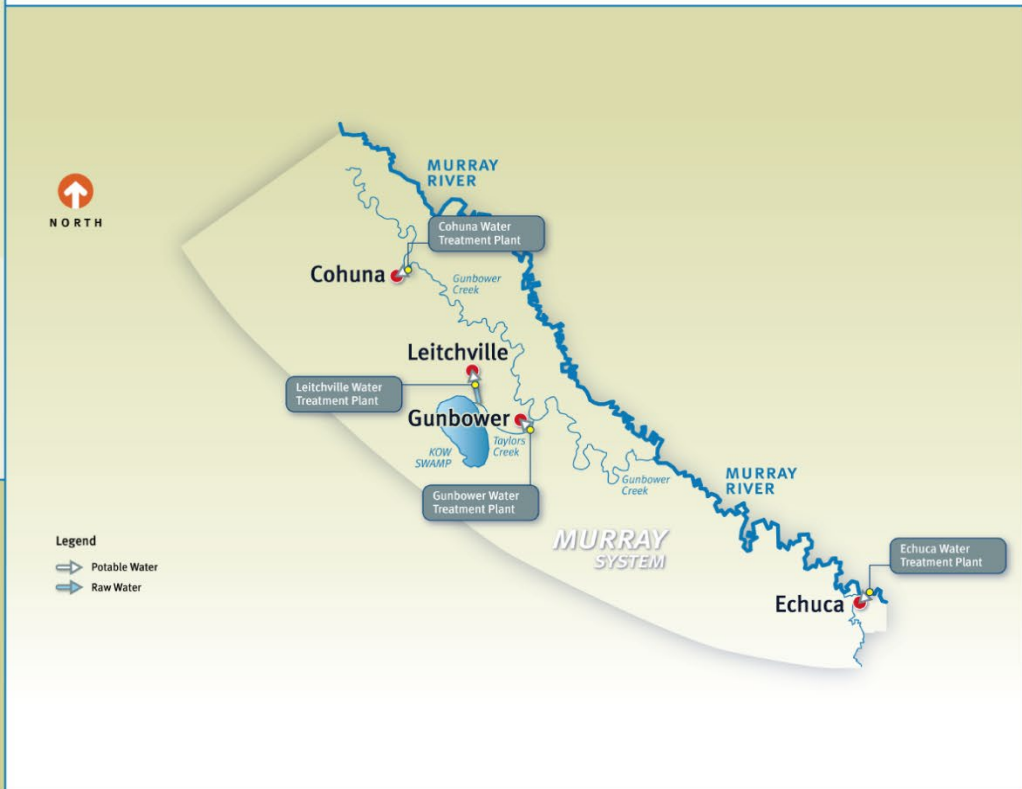 MURRAY
RIVER
NORTH
Cohuna Water
Treatment Plant
Cohuna
Gunbower
Creek
Leitchville
Leitchville Water
Treatment Plant
Gunbower
KOW
SWAMP
Taylors
Creek
Gunbower
Creek
MURRAY
RIVER
Gunbower Water
Treatment Plant
MURRAY
SYSTEM
Echuca Water
Treatment Plant
Echuca
Legend
Potable Water
Raw Water